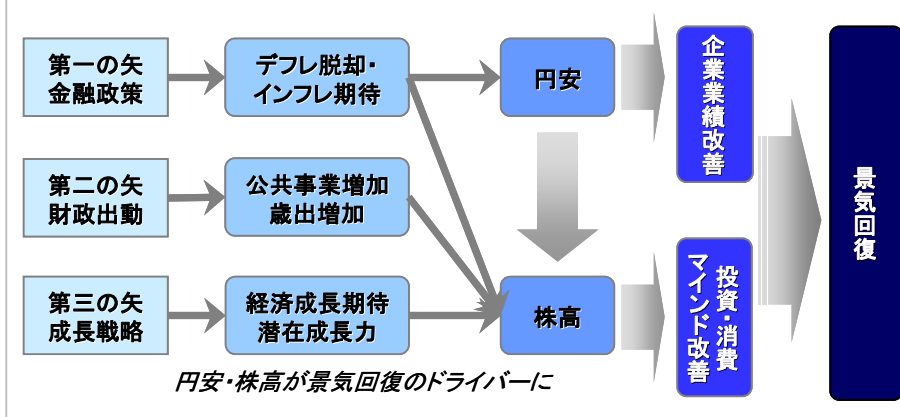 第一の矢
金融政策
デフレ脱却・
インフレ期待
円安
企業業績改善
第二の矢
財政出動
公共事業増加
歳出増加
景気回復
第三の矢
成長戦略
経済成長期待
潜在成長力
株高
投資・消費
マインド改善
円安・株高が景気回復のドライバーに